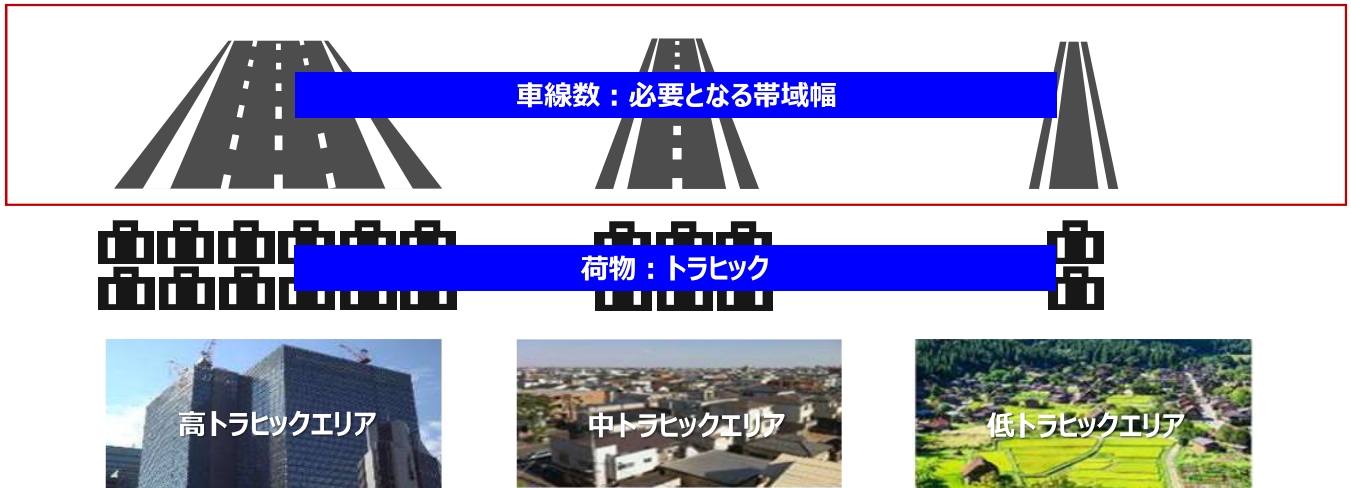 車線数：必要となる帯域幅
荷物：トラヒック
高トラヒックエリア
中トラヒックエリア
低トラヒックエリア